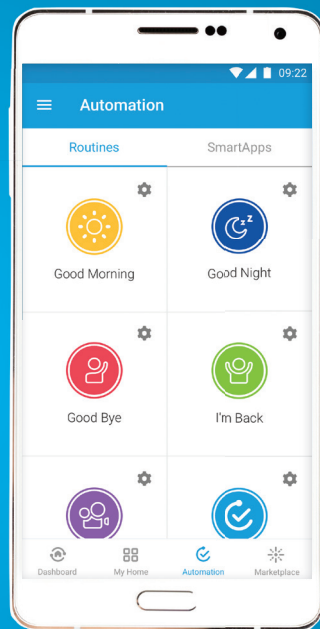 09:22
Automation
Routines SmartApps
Good Morning Good Night
z z
Good Bye I'm Back
Dashboard My Home Automation Marketplace